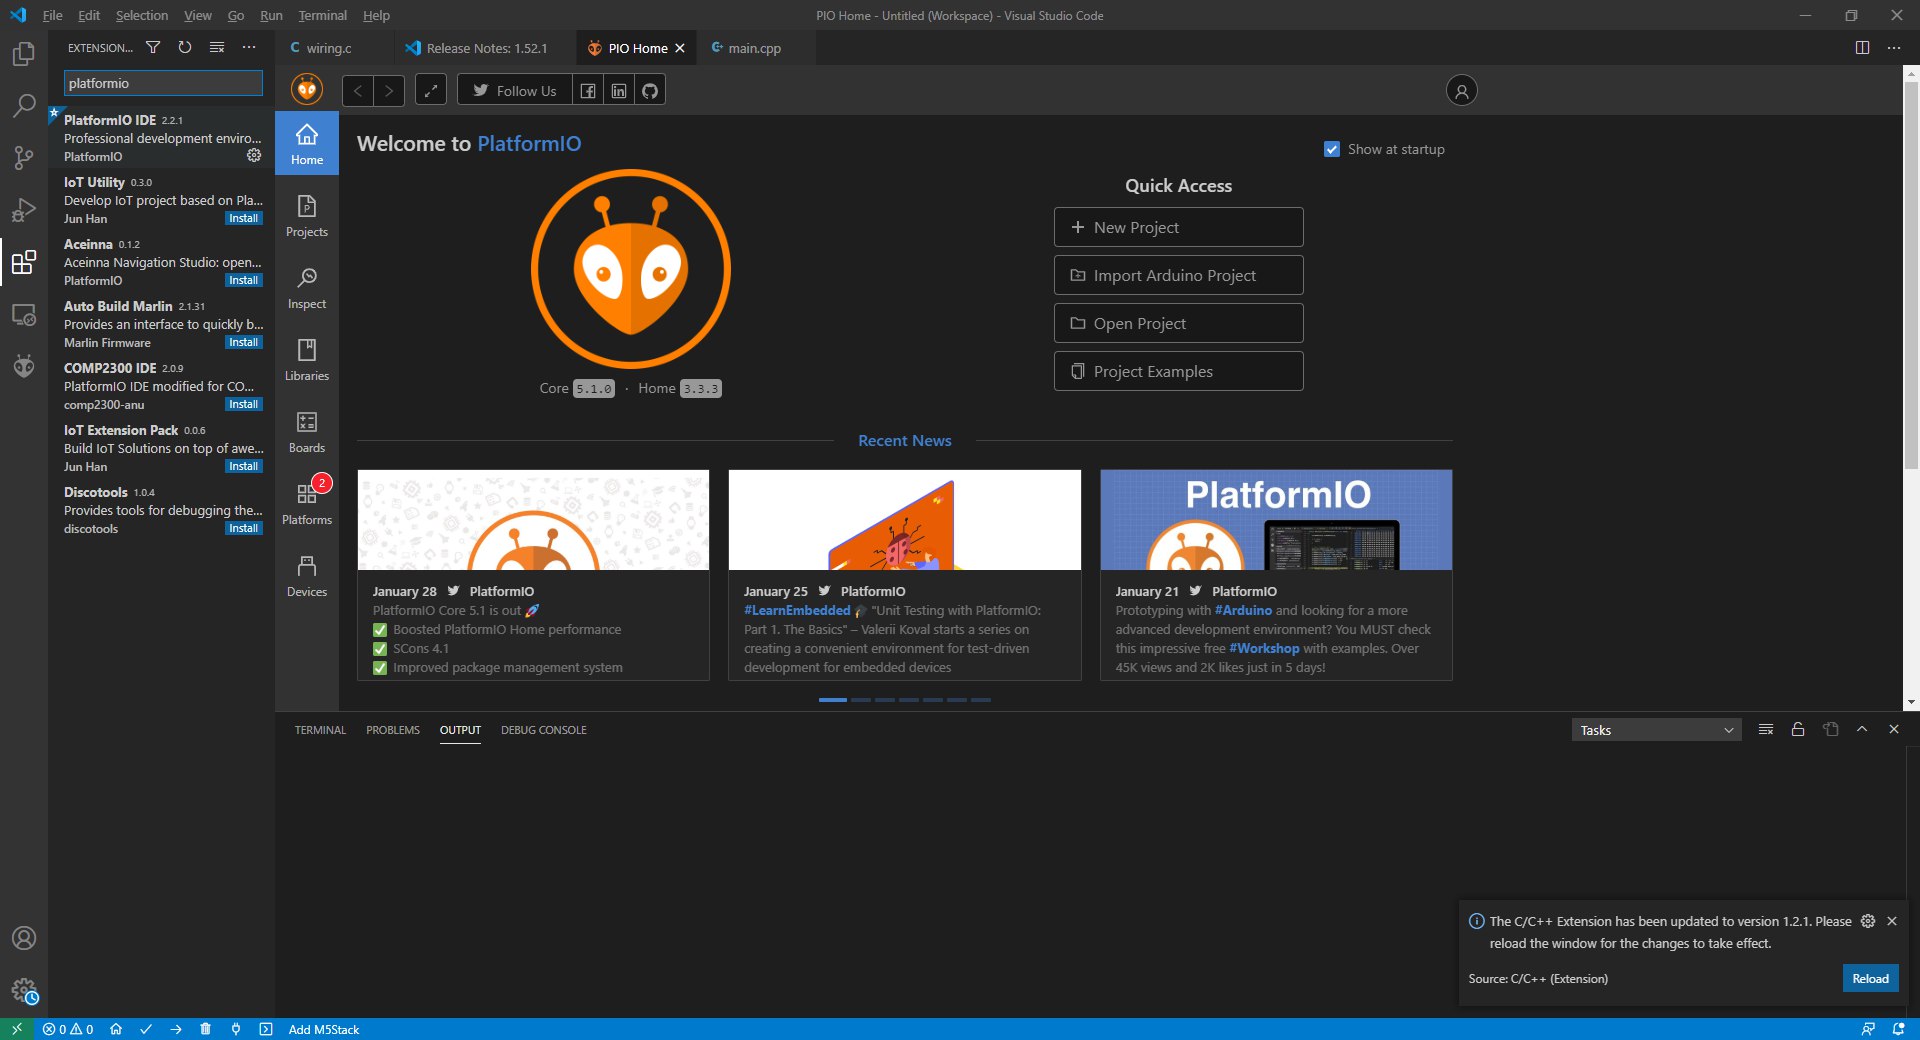 File Edit Selection View Go Run Terminal Help
PIO Home - Untitled (Workspace) - Visual Studio Code
EXTENSION...
wiring.c
Release Notes: 1.52.1
PIO Home
main.cpp
platformio
PlatformIO IDE 2.2.1
Professional development enviro...
PlatformIO
IoT Utility 0.3.0
Develop IoT project based on Pla...
Jun Han Install
Aceinna 0.1.2
Aceinna Navigation Studio: open...
PlatformIO Install
Auto Build Marlin 2.1.31
Provides an interface to quickly b...
Marlin Firmware Install
COMP2300 IDE 2.0.9
PlatformIO IDE modified for CO...
comp2300-anu Install
IoT Extension Pack 0.0.6
Build IoT Solutions on top of awe...
Jun Han Install
Discotools 1.0.4
Provides tools for debugging the...
discotools Install
Follow Us
Home
Projects
Inspect
Libraries
Boards
2
Platforms
Devices
Welcome to PlatformIO
Show at startup
Core 5.1.0 · Home 3.3.3
Quick Access
New Project
Import Arduino Project
Open Project
Project Examples
Recent News
January 28 PlatformIO
PlatformIO Core 5.1 is out 🚀
✅ Boosted PlatformIO Home performance
✅ SCons 4.1
✅ Improved package management system
January 25 PlatformIO
#LearnEmbedded 🎓 "Unit Testing with PlatformIO:
Part 1. The Basics" – Valerii Koval starts a series on
creating a convenient environment for test-driven
development for embedded devices
PlatformIO
January 21 PlatformIO
Prototyping with #Arduino and looking for a more
advanced development environment? You MUST check
this impressive free #Workshop with examples. Over
45K views and 2K likes just in 5 days!
TERMINAL PROBLEMS OUTPUT DEBUG CONSOLE
Tasks
The C/C++ Extension has been updated to version 1.2.1. Please
reload the window for the changes to take effect.
Source: C/C++ (Extension)
Reload
0 0 Add M5Stack